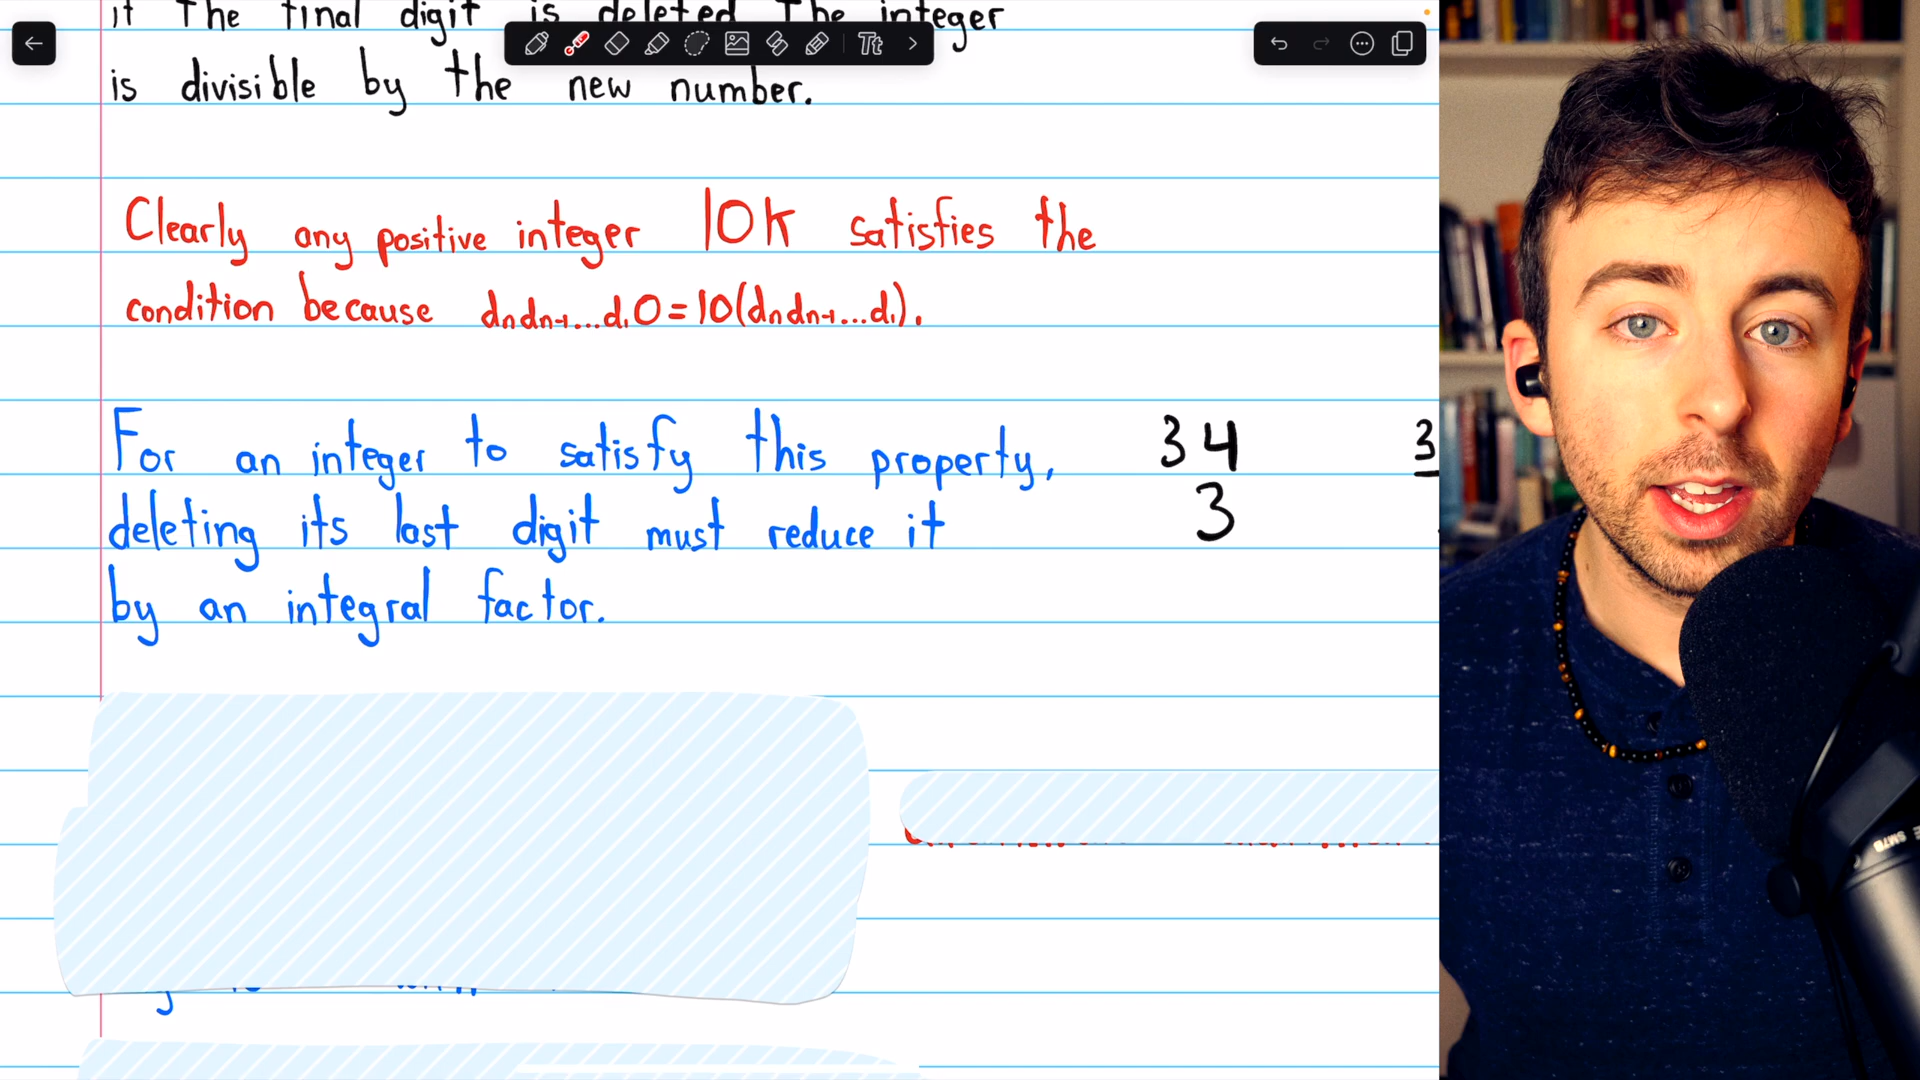 if the final digit is deleted the integer
is divisible by the new number.
Tt
Clearly any positive integer 10k satisfies the
condition because dₙdₙ₋₁...d₁0=10(dₙdₙ₋₁...d₁).
For an integer to satisfy this property,
deleting its last digit must reduce it
by an integral factor.
34
3
3
SM7B